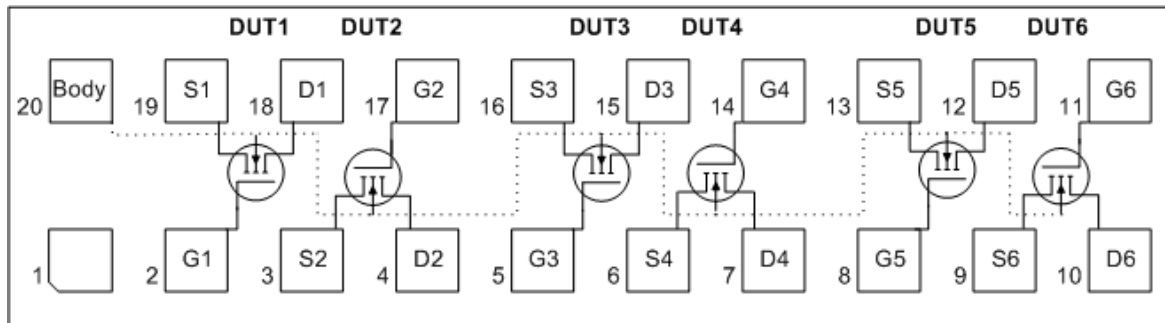 DUT1 DUT2 DUT3 DUT4 DUT5 DUT6
20 Body 19 S1 18 D1 17 G2 16 S3 15 D3 14 G4 13 S5 12 D5 11 G6
1 2 G1 3 S2 4 D2 5 G3 6 S4 7 D4 8 G5 9 S6 10 D6